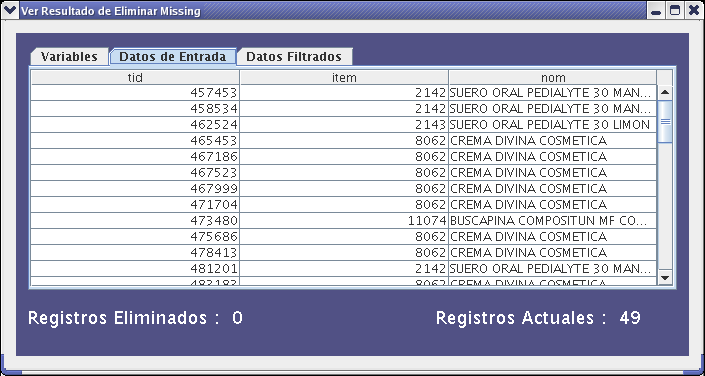 Ver Resultado de Eliminar Missing
Variables Datos de Entrada Datos Filtrados
tid item nom
457453 2142 SUERO ORAL PEDIALYTE 30 MAN...
458534 2142 SUERO ORAL PEDIALYTE 30 MAN...
462524 2143 SUERO ORAL PEDIALYTE 30 LIMON
465453 8062 CREMA DIVINA COSMETICA
467186 8062 CREMA DIVINA COSMETICA
467523 8062 CREMA DIVINA COSMETICA
467999 8062 CREMA DIVINA COSMETICA
471704 8062 CREMA DIVINA COSMETICA
473480 11074 BUSCAPINA COMPOSITUN MF CO...
475686 8062 CREMA DIVINA COSMETICA
478413 8062 CREMA DIVINA COSMETICA
481201 2142 SUERO ORAL PEDIALYTE 30 MAN...
483183 8062 CREMA DIVINA COSMETICA
Registros Eliminados : 0 Registros Actuales : 49